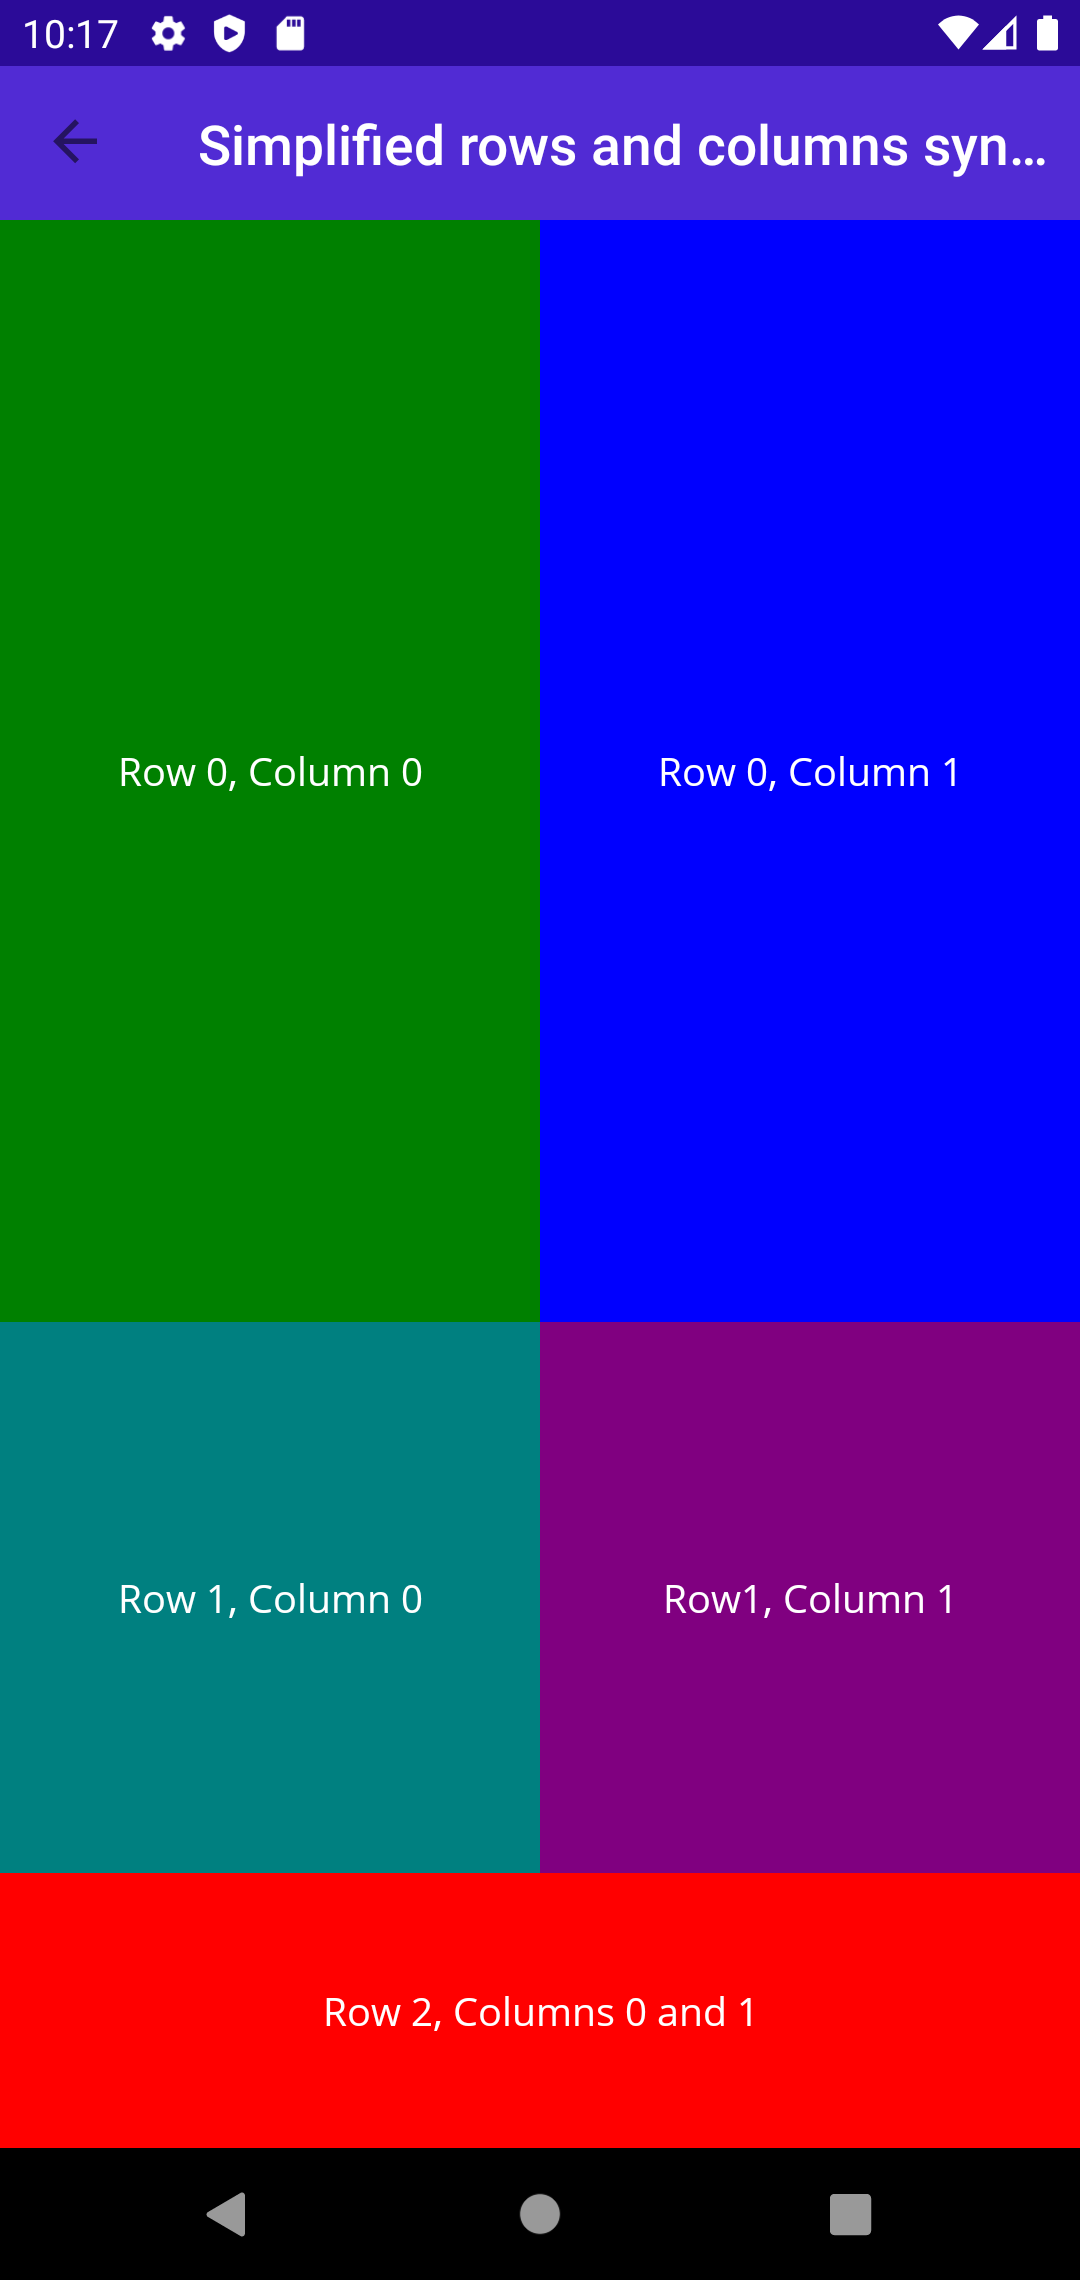 10:17
Simplified rows and columns syn...
Row 0, Column 0
Row 0, Column 1
Row 1, Column 0
Row1, Column 1
Row 2, Columns 0 and 1